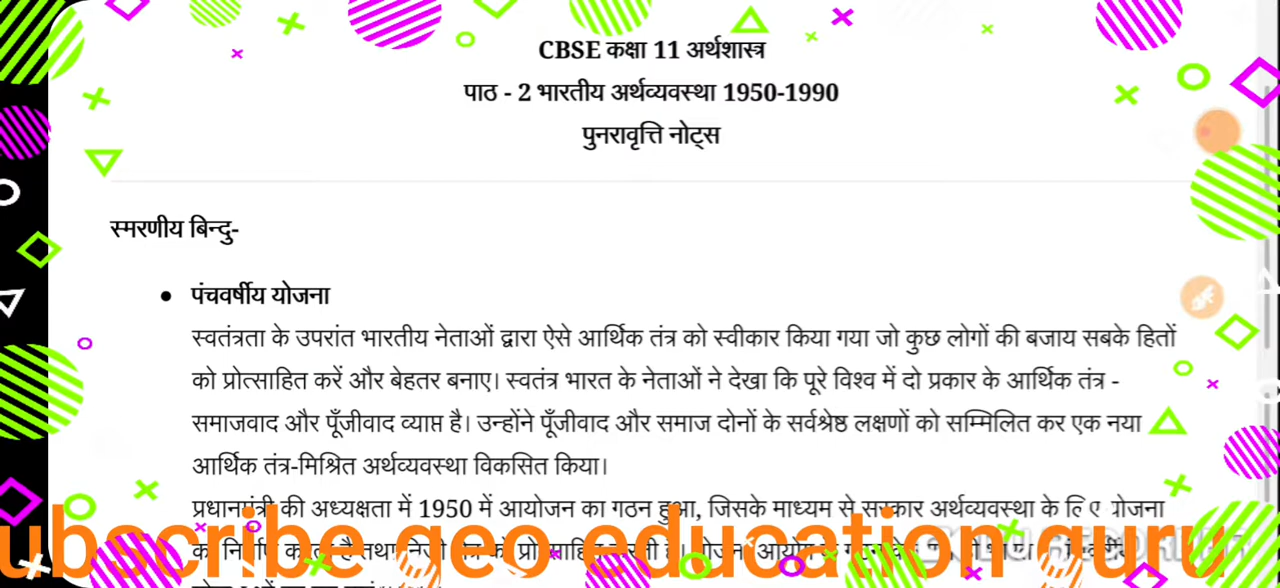 CBSE कक्षा 11 अर्थशास्त्र
पाठ - 2 भारतीय अर्थव्यवस्था 1950-1990
पुनरावृत्ति नोट्स
स्मरणीय बिन्दु-
• पंचवर्षीय योजना
स्वतंत्रता के उपरांत भारतीय नेताओं द्वारा ऐसे आर्थिक तंत्र को स्वीकार किया गया जो कुछ लोगों की बजाय सबके हितों
को प्रोत्साहित करें और बेहतर बनाए। स्वतंत्र भारत के नेताओं ने देखा कि पूरे विश्व में दो प्रकार के आर्थिक तंत्र -
समाजवाद और पूँजीवाद व्याप्त है। उन्होंने पूँजीवाद और समाज दोनों के सर्वश्रेष्ठ लक्षणों को सम्मिलित कर एक नया
आर्थिक तंत्र-मिश्रित अर्थव्यवस्था विकसित किया।
प्रधानमंत्री की अध्यक्षता में 1950 में आयोजन का गठन हुआ, जिसके माध्यम से सरकार अर्थव्यवस्था के योजना
ubscribe geo education guru